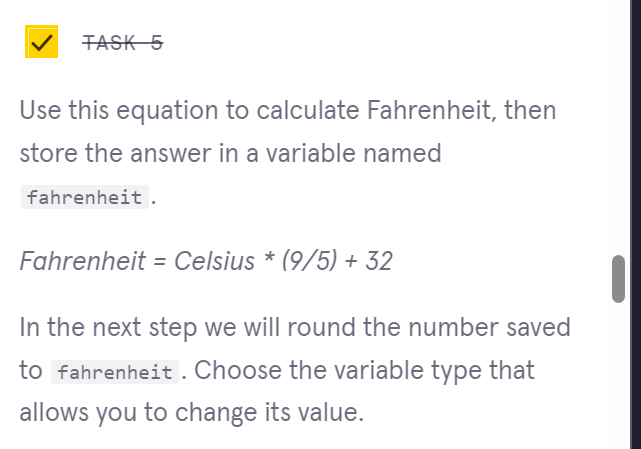 TASK 5
Use this equation to calculate Fahrenheit, then
store the answer in a variable named
fahrenheit.
Fahrenheit = Celsius * (9/5) + 32
In the next step we will round the number saved
to fahrenheit. Choose the variable type that
allows you to change its value.